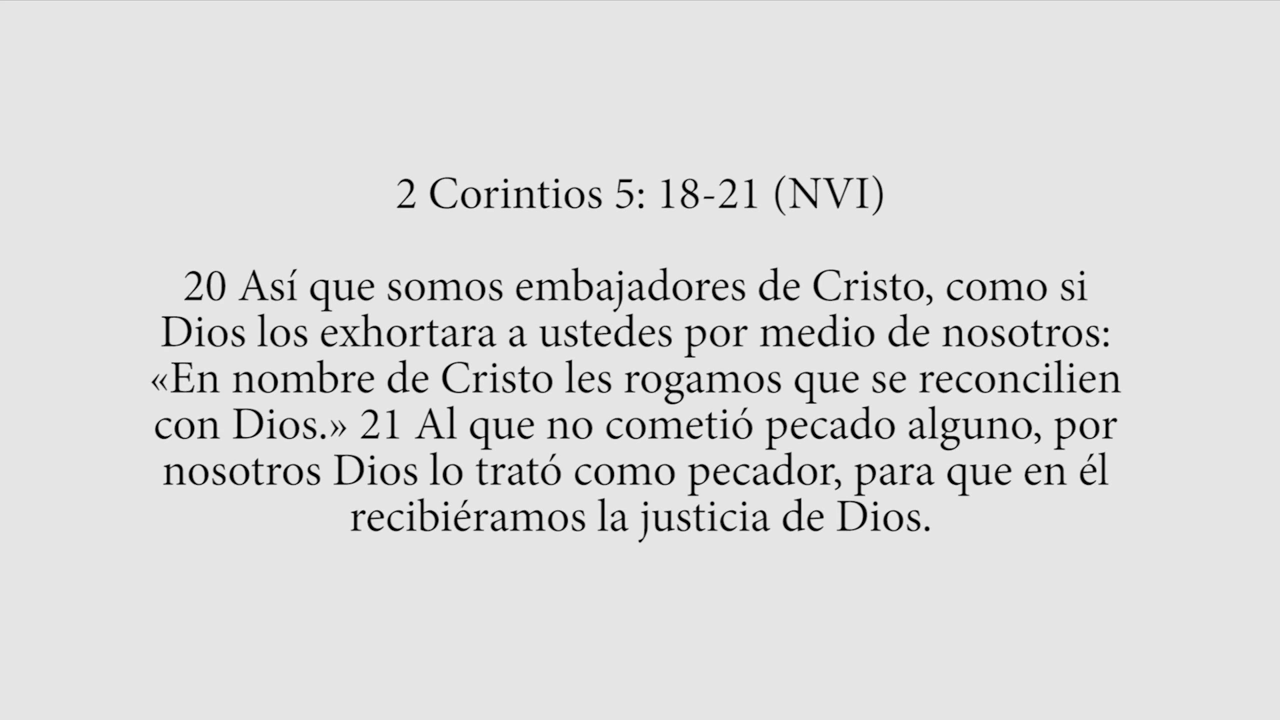 2 Corintios 5: 18-21 (NVI)
20 Así que somos embajadores de Cristo, como si
Dios los exhortara a ustedes por medio de nosotros:
«En nombre de Cristo les rogamos que se reconcilien
con Dios.» 21 Al que no cometió pecado alguno, por
nosotros Dios lo trató como pecador, para que en él
recibiéramos la justicia de Dios.